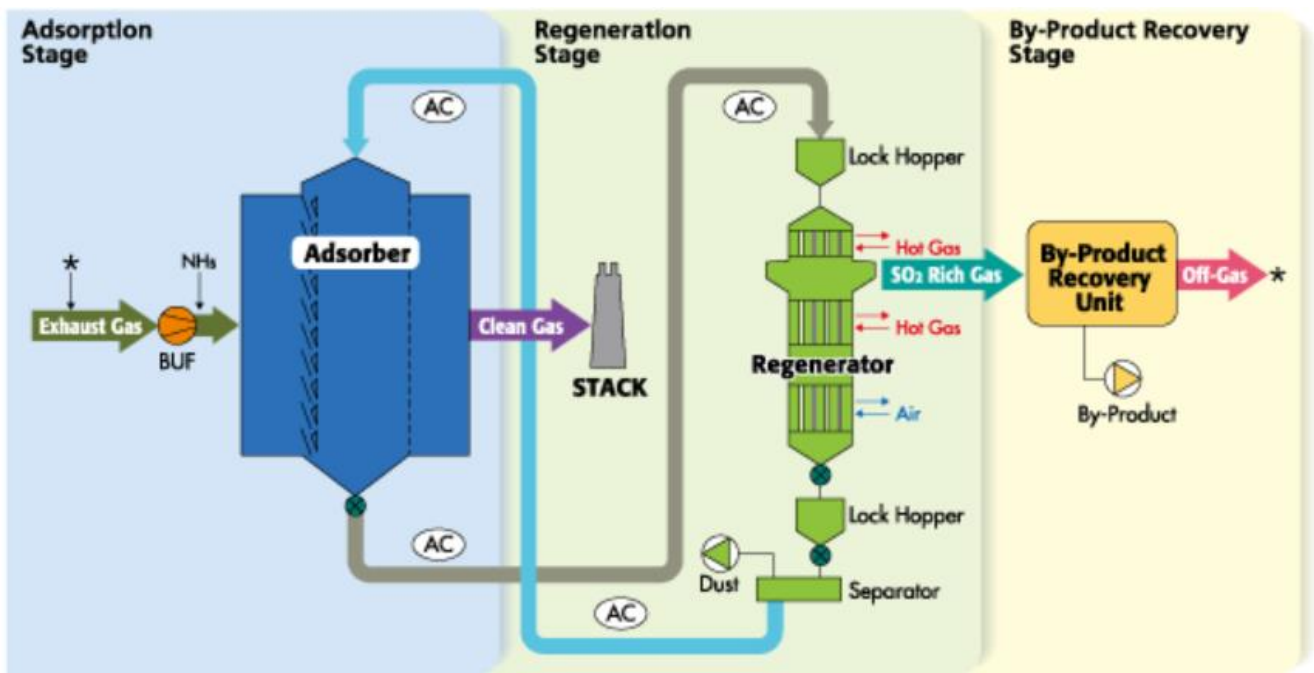 Adsorption
Stage
Regeneration
Stage
By-Product Recovery
Stage
AC
AC
Lock Hopper
Adsorber
*
NHs
Exhaust Gas
BUF
Clean Gas
STACK
Hot Gas
SO₂ Rich Gas
Hot Gas
Regenerator
Air
By-Product
Recovery
Unit
Off-Gas
*
By-Product
Lock Hopper
AC
Dust
Separator
AC